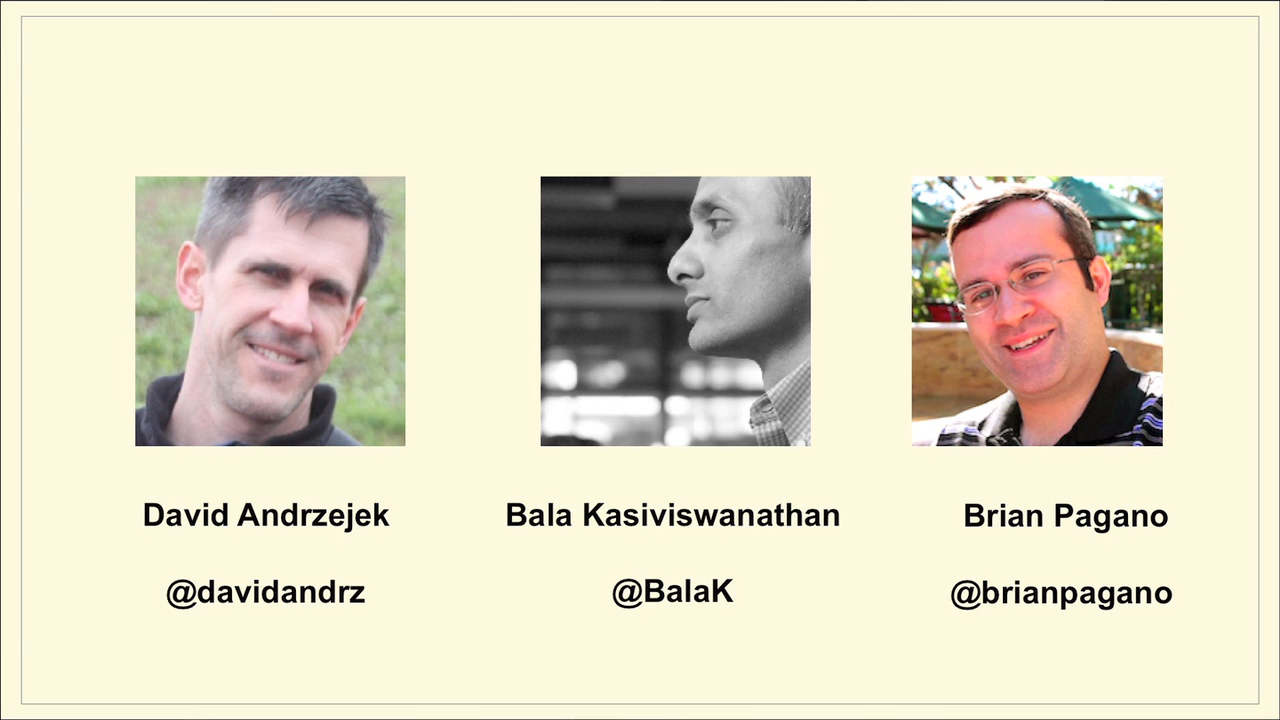 David Andrzejek
Bala Kasiviswanathan
Brian Pagano
@davidandrz
@BalaK
@brianpagano